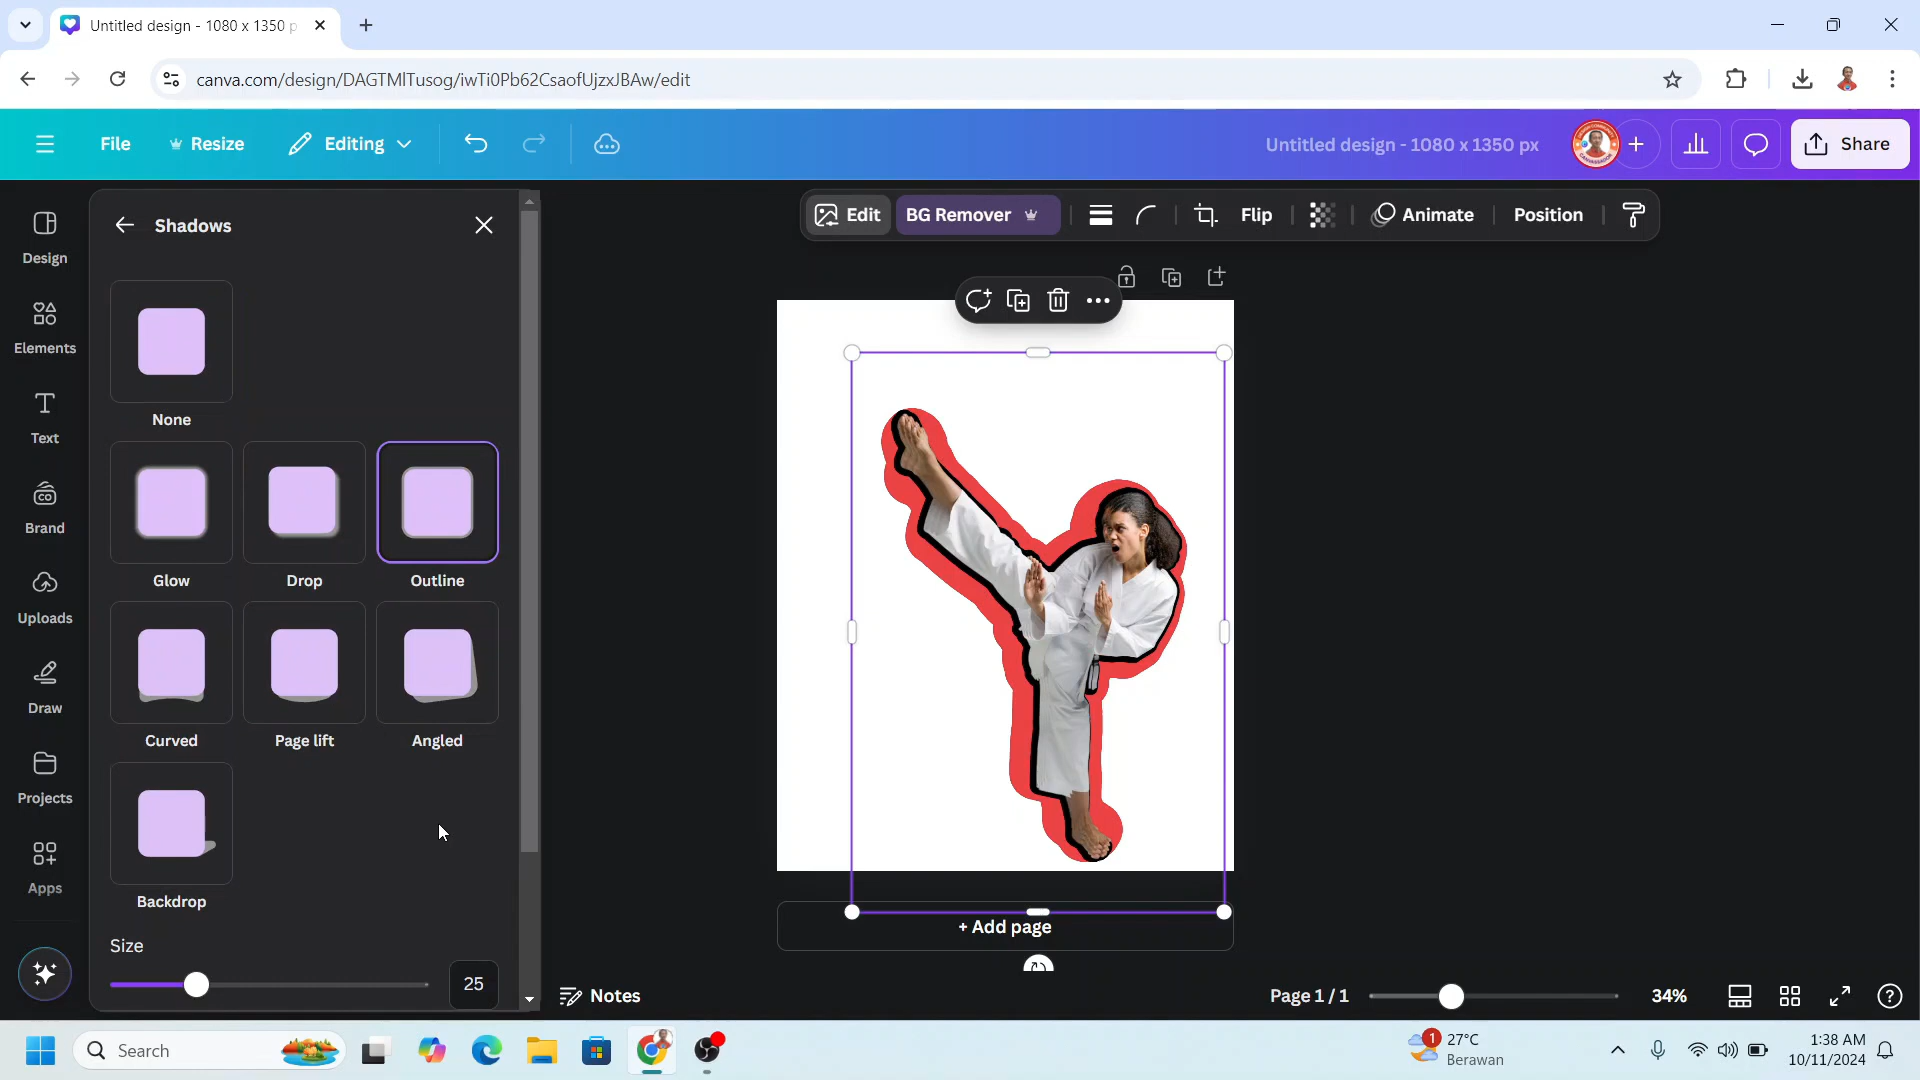 Untitled design - 1080 x 1350 p
canva.com/design/DAGTMlTusog/iwTi0Pb62CsaofUjzxJBAw/edit
File
Resize
Editing
Untitled design - 1080 x 1350 px
Share
Design
Elements
Text
Brand
Uploads
Draw
Projects
Apps
Shadows
None
Glow
Drop
Outline
Curved
Page lift
Angled
Backdrop
Size
25
Edit
BG Remover
Flip
Animate
Position
+ Add page
Notes
Page 1 / 1
34%
Search
1
27°C
Berawan
1:38 AM
10/11/2024